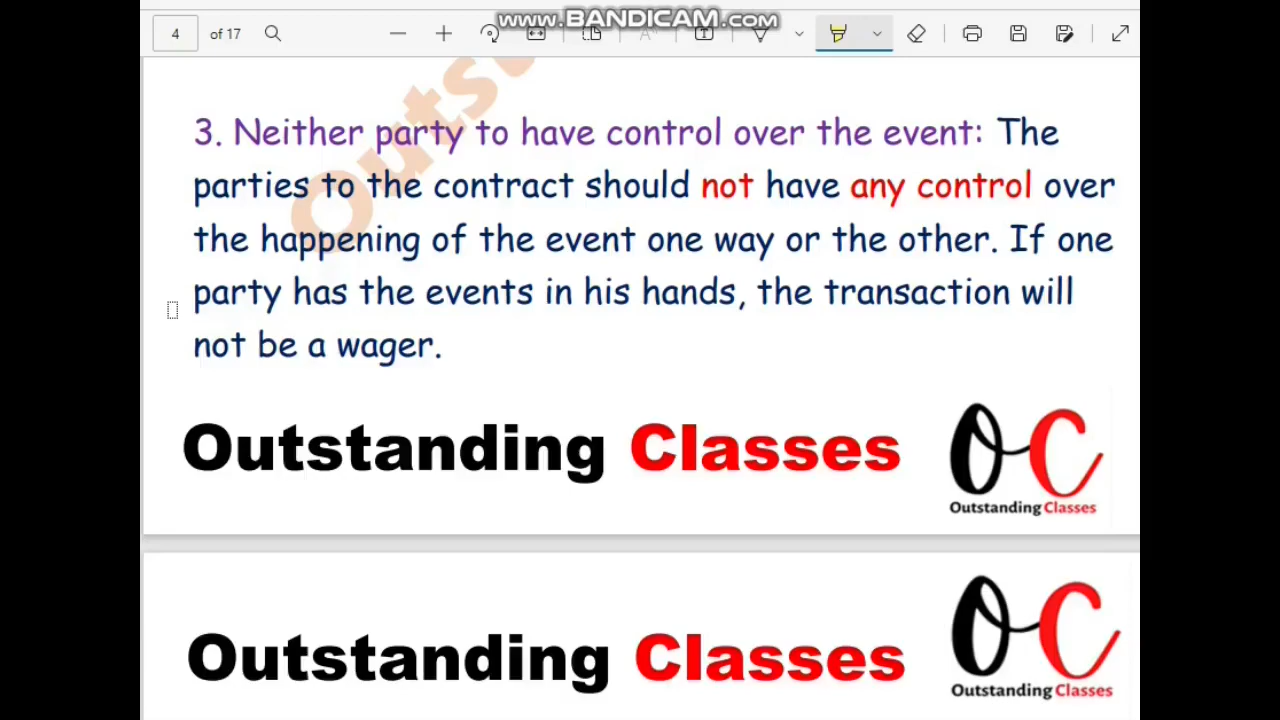 www.BANDICAM.com
4 of 17
Outst
3. Neither party to have control over the event: The
parties to the contract should not have any control over
the happening of the event one way or the other. If one
party has the events in his hands, the transaction will
not be a wager.
Outstanding Classes
OC
Outstanding Classes
Outstanding Classes
OC
Outstanding Classes